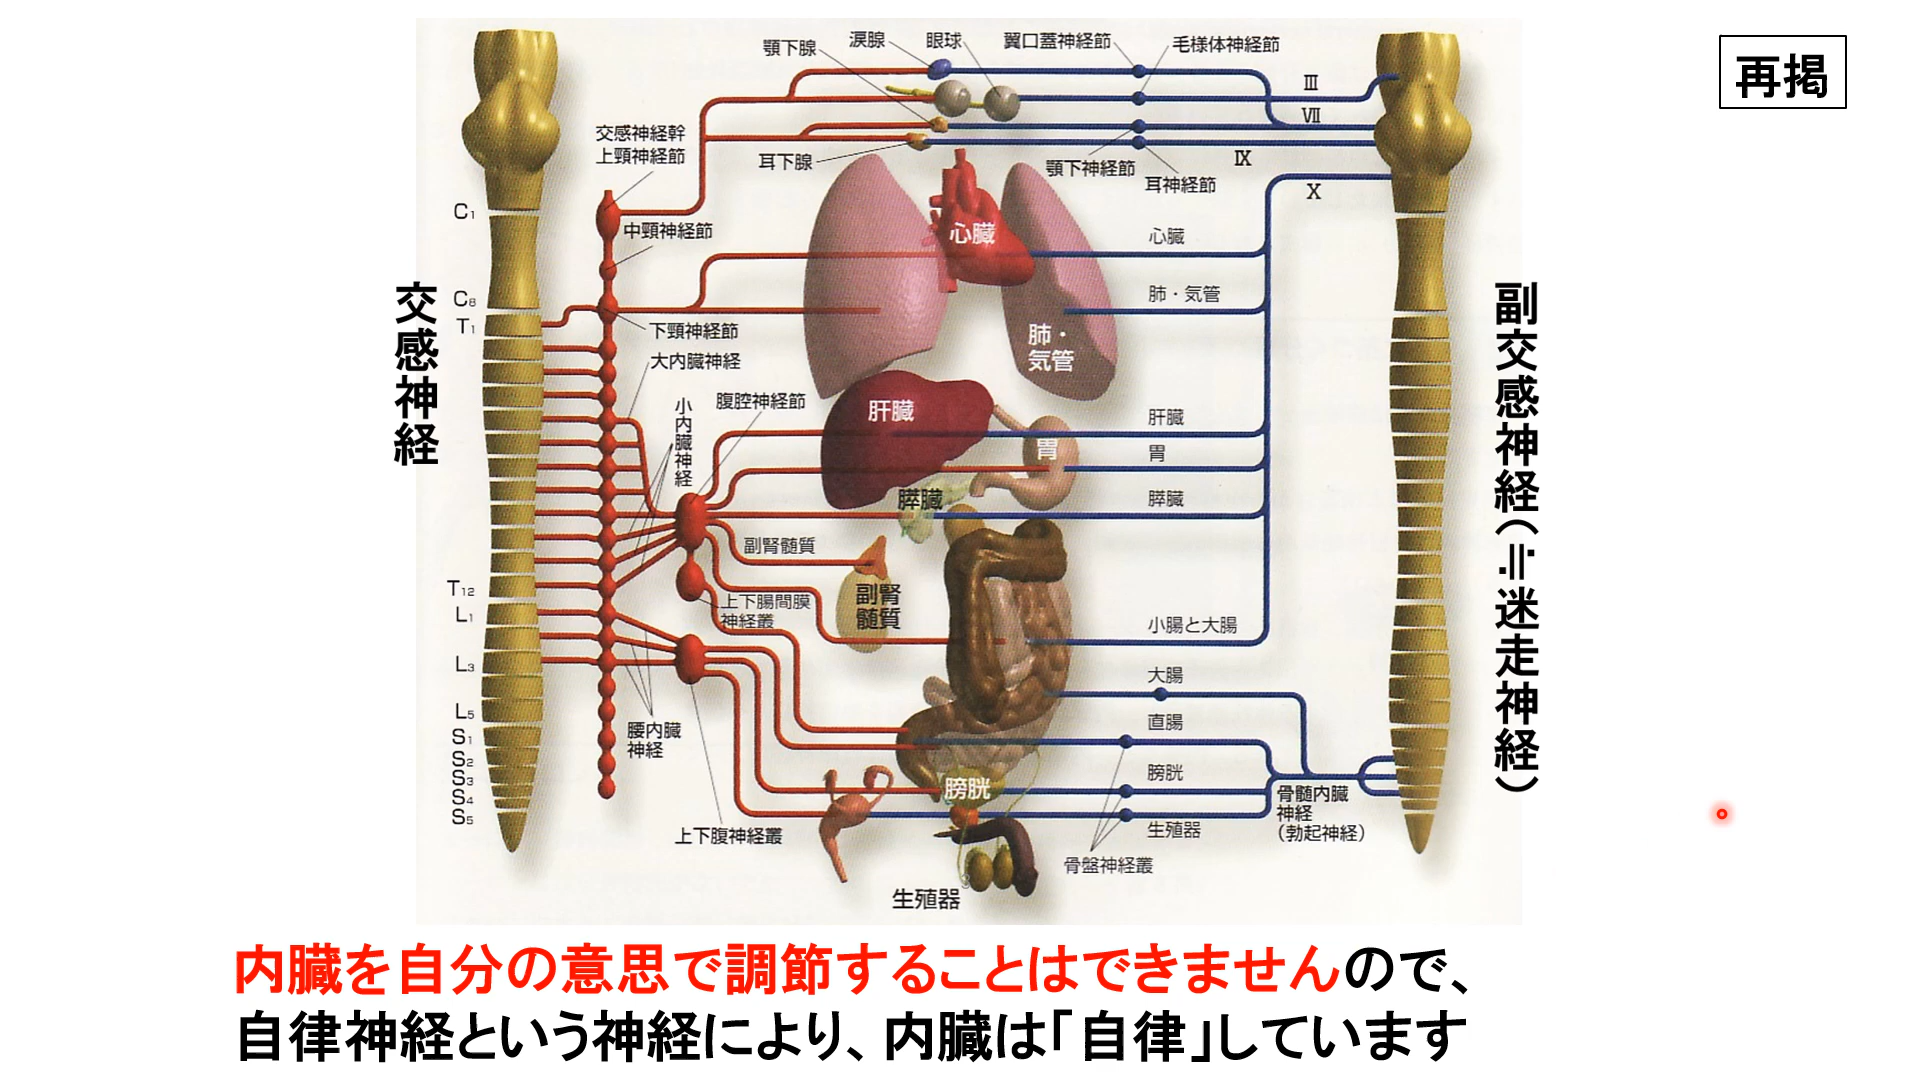 再掲
顎下腺
涙腺
眼球
翼口蓋神経節
毛様体神経節
Ⅲ
Ⅶ
Ⅸ
Ⅹ
交感神経幹
上頸神経節
耳下腺
顎下神経節
耳神経節
C1
中頸神経節
心臓
心臓
C8
T1
下頸神経節
肺・気管
肺・
気管
大内臓神経
交感神経
副交感神経(≒迷走神経)
小内臓神経
腹腔神経節
肝臓
肝臓
胃
胃
膵臓
膵臓
副腎髄質
副腎
髄質
T12
L1
上下腸間膜
神経叢
小腸と大腸
L3
大腸
L5
S1
S2
S3
S4
S5
腰内臓
神経
直腸
膀胱
膀胱
骨髄内臓
神経
(勃起神経)
上下腹神経叢
生殖器
骨盤神経叢
生殖器
内臓を自分の意思で調節することはできませんので、
自律神経という神経により、内臓は「自律」しています